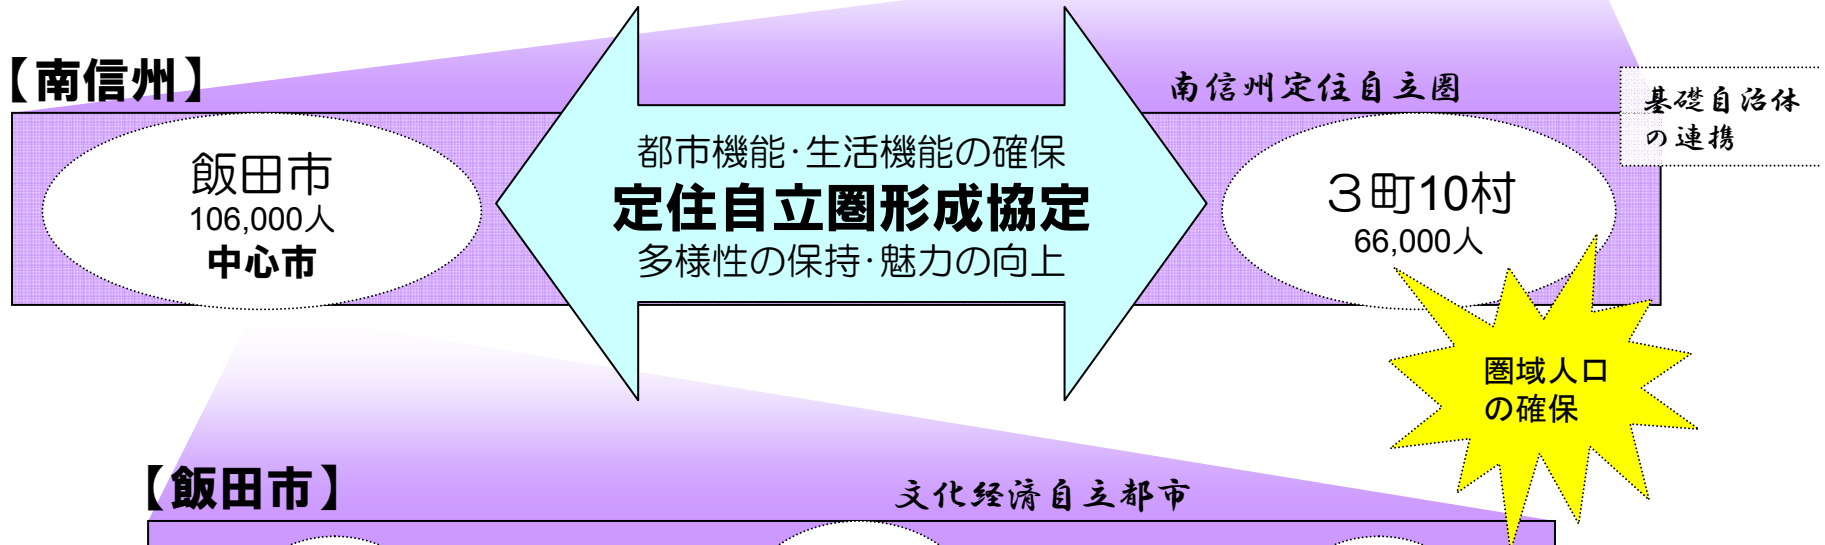 【南信州】
南信州定住自立圏
基礎自治体
の連携
飯田市
106,000人
中心市
都市機能・生活機能の確保
定住自立圏形成協定
多様性の保持・魅力の向上
３町10村
66,000人
圏域人口
の確保
【飯田市】
文化経済自立都市